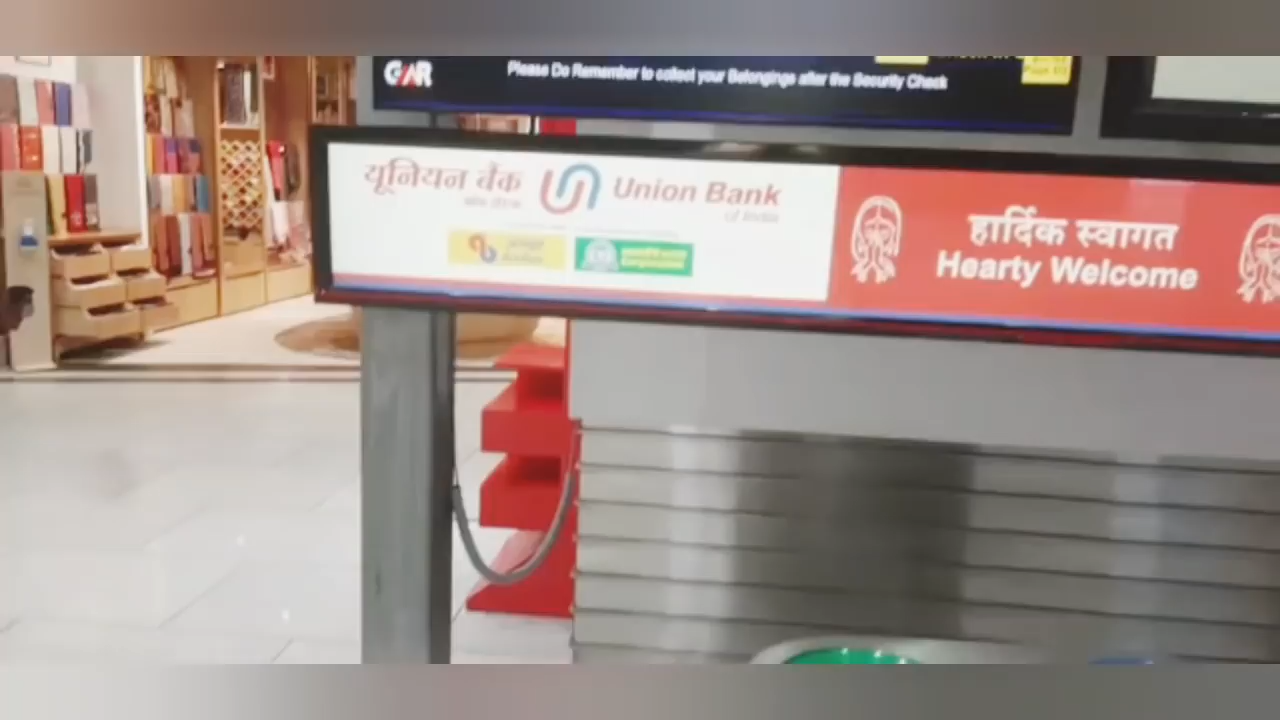 GAR
Please Do Remember to collect your Belongings after the Security Check
यूनियन बैंक
Union Bank
of India
हार्दिक स्वागत
Hearty Welcome